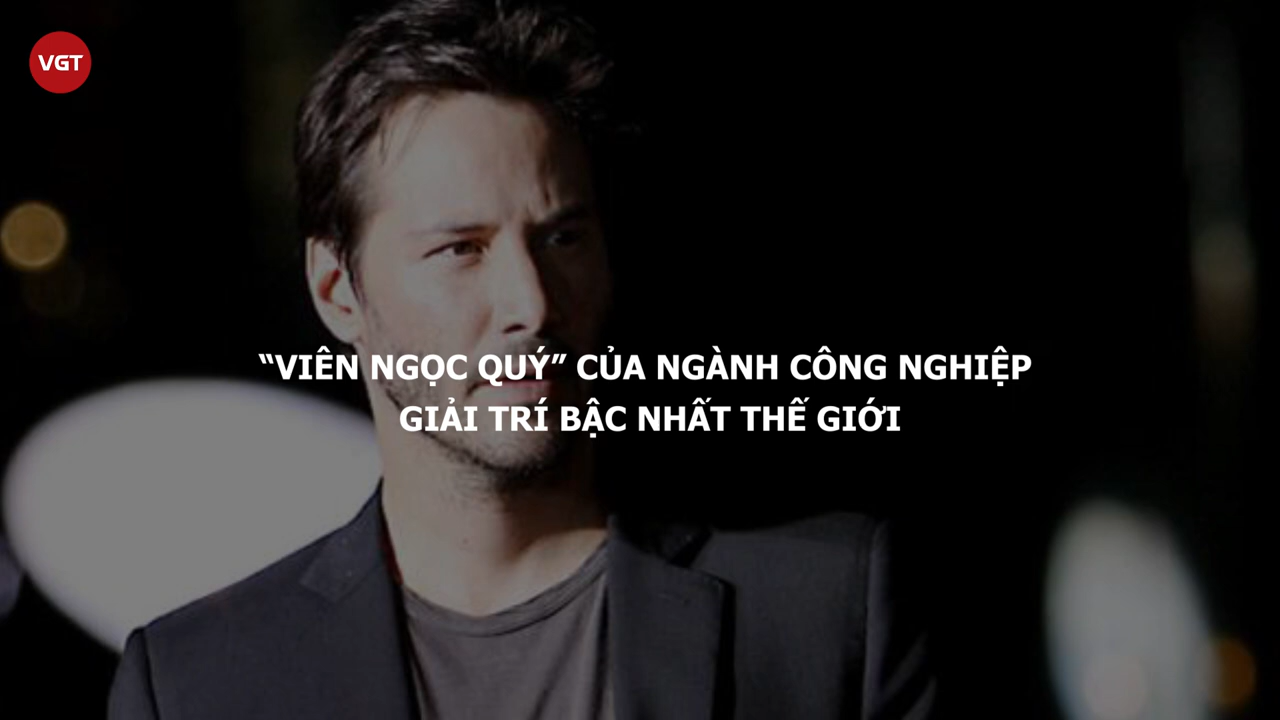 VGT
“VIÊN NGỌC QUÝ” CỦA NGÀNH CÔNG NGHIỆP
GIẢI TRÍ BẬC NHẤT THẾ GIỚI